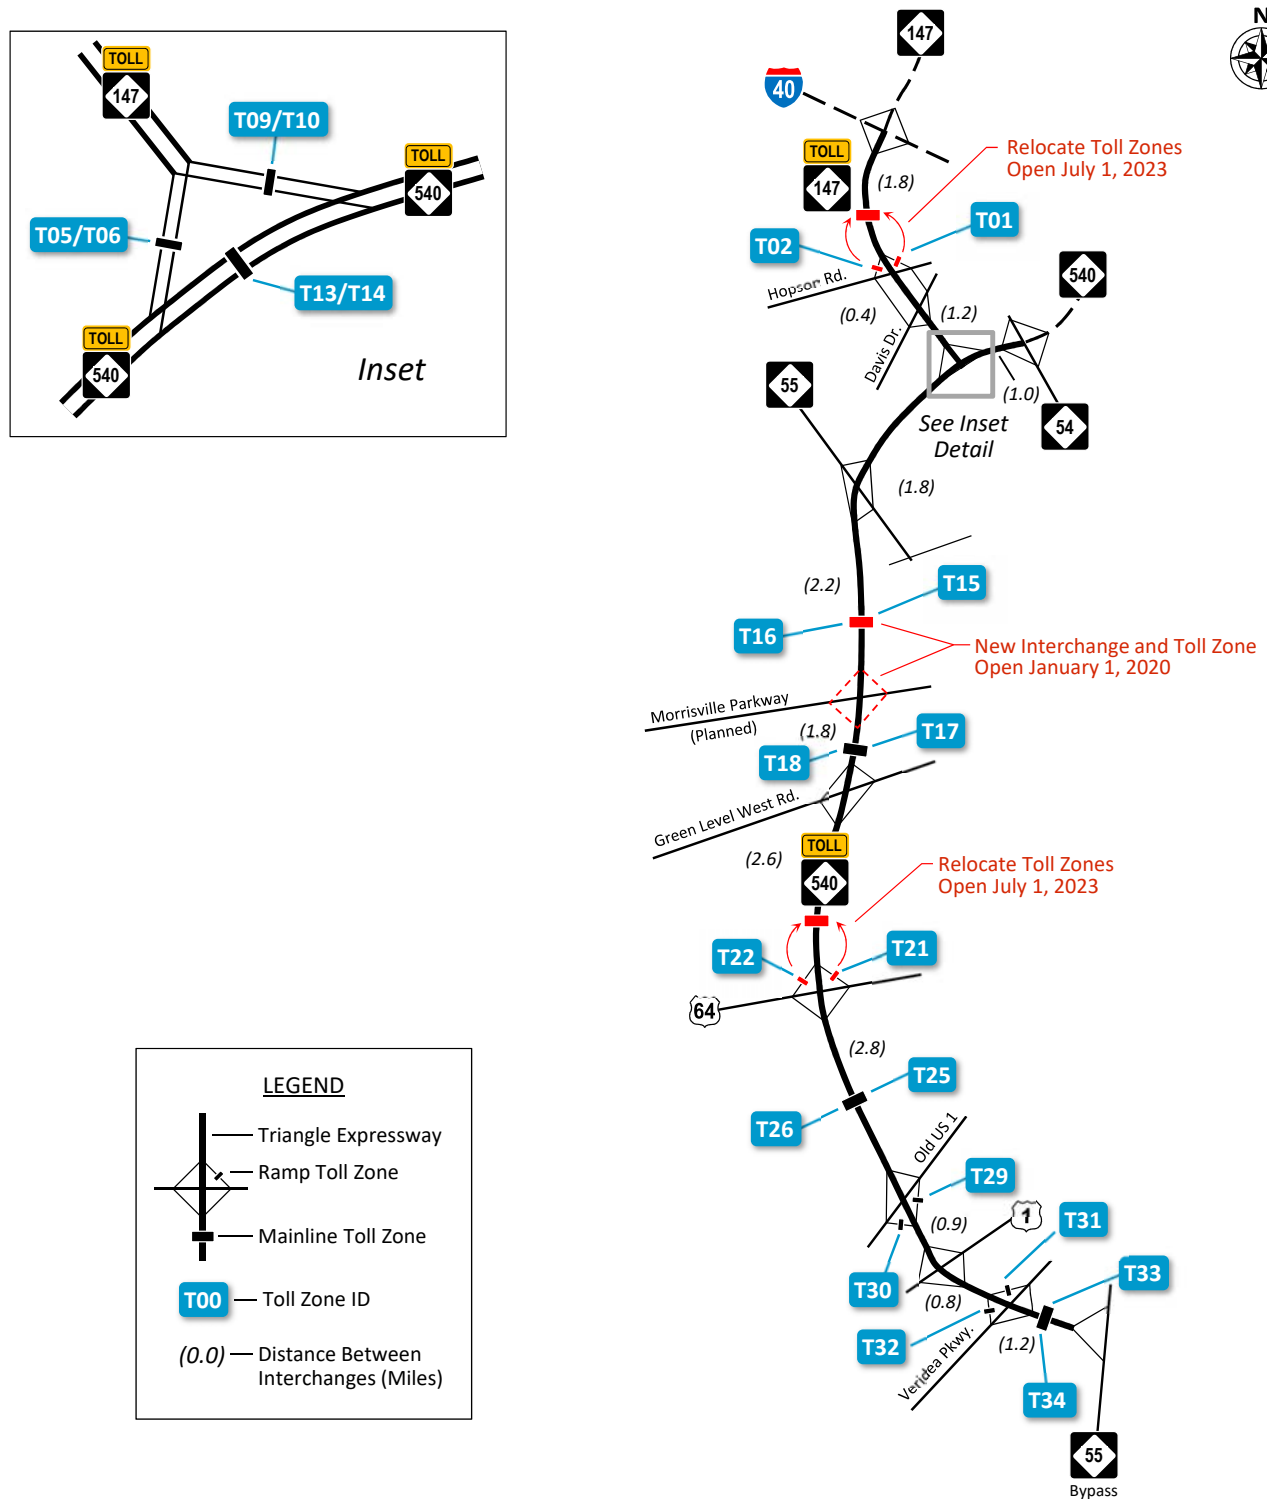 TOLL
147
T09/T10
TOLL
540
T05/T06
T13/T14
TOLL
540
Inset
147
N
40
TOLL
147
(1.8)
Relocate Toll Zones
Open July 1, 2023
T01
T02
Hopson Rd.
(0.4)
(1.2)
Davis Dr.
540
(1.0)
54
See Inset
Detail
55
(1.8)
(2.2)
T15
T16
New Interchange and Toll Zone
Open January 1, 2020
Morrisville Parkway
(Planned)
(1.8)
T17
T18
Green Level West Rd.
(2.6)
TOLL
540
Relocate Toll Zones
Open July 1, 2023
T22
T21
64
(2.8)
T25
T26
Old US 1
T29
(0.9)
1
T30
T31
(0.8)
T33
T32
Veridea Pkwy.
(1.2)
T34
55
Bypass
LEGEND
Triangle Expressway
Ramp Toll Zone
Mainline Toll Zone
T00
Toll Zone ID
(0.0)
Distance Between
Interchanges (Miles)